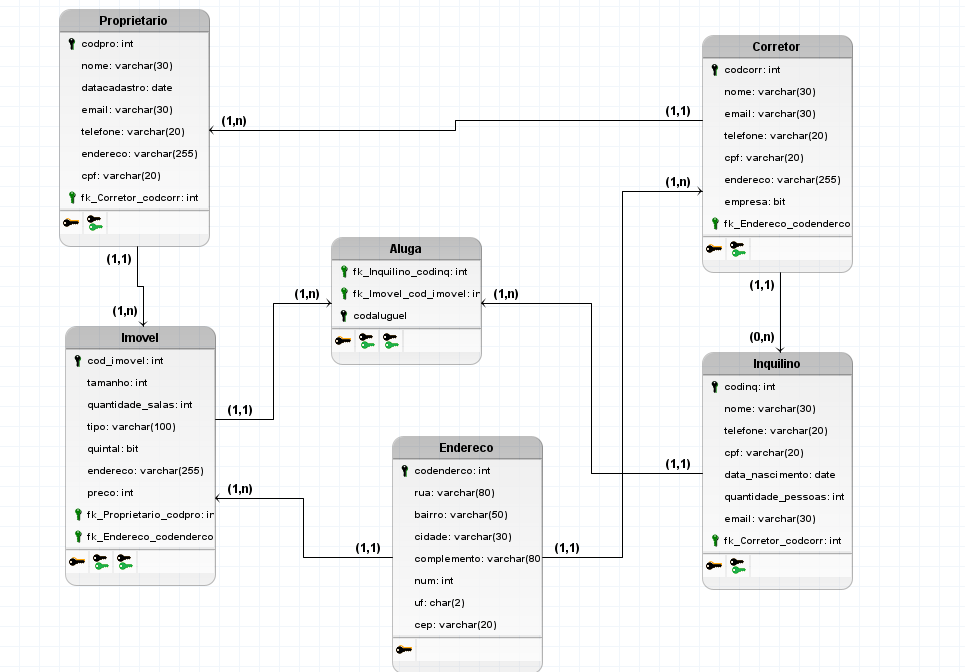 Proprietario
codpro: int
nome: varchar(30)
datacadastro: date
email: varchar(30)
telefone: varchar(20)
endereco: varchar(255)
cpf: varchar(20)
fk_Corretor_codcorr: int
(1,n)
(1,1)
Corretor
codcorr: int
nome: varchar(30)
email: varchar(30)
telefone: varchar(20)
cpf: varchar(20)
endereco: varchar(255)
empresa: bit
fk_Endereco_codenderco
(1,n)
(1,1)
(1,n)
Aluga
fk_Inquilino_codinq: int
fk_Imovel_cod_imovel: in
codaluguel
(1,n)
(1,n)
(1,1)
(0,n)
Imovel
cod_imovel: int
tamanho: int
quantidade_salas: int
tipo: varchar(100)
quintal: bit
endereco: varchar(255)
preco: int
fk_Proprietario_codpro: in
fk_Endereco_codenderco
(1,1)
(1,n)
Inquilino
codinq: int
nome: varchar(30)
telefone: varchar(20)
cpf: varchar(20)
data_nascimento: date
quantidade_pessoas: int
email: varchar(30)
fk_Corretor_codcorr: int
(1,1)
Endereco
codenderco: int
rua: varchar(80)
bairro: varchar(50)
cidade: varchar(30)
complemento: varchar(80
num: int
uf: char(2)
cep: varchar(20)
(1,1)
(1,1)